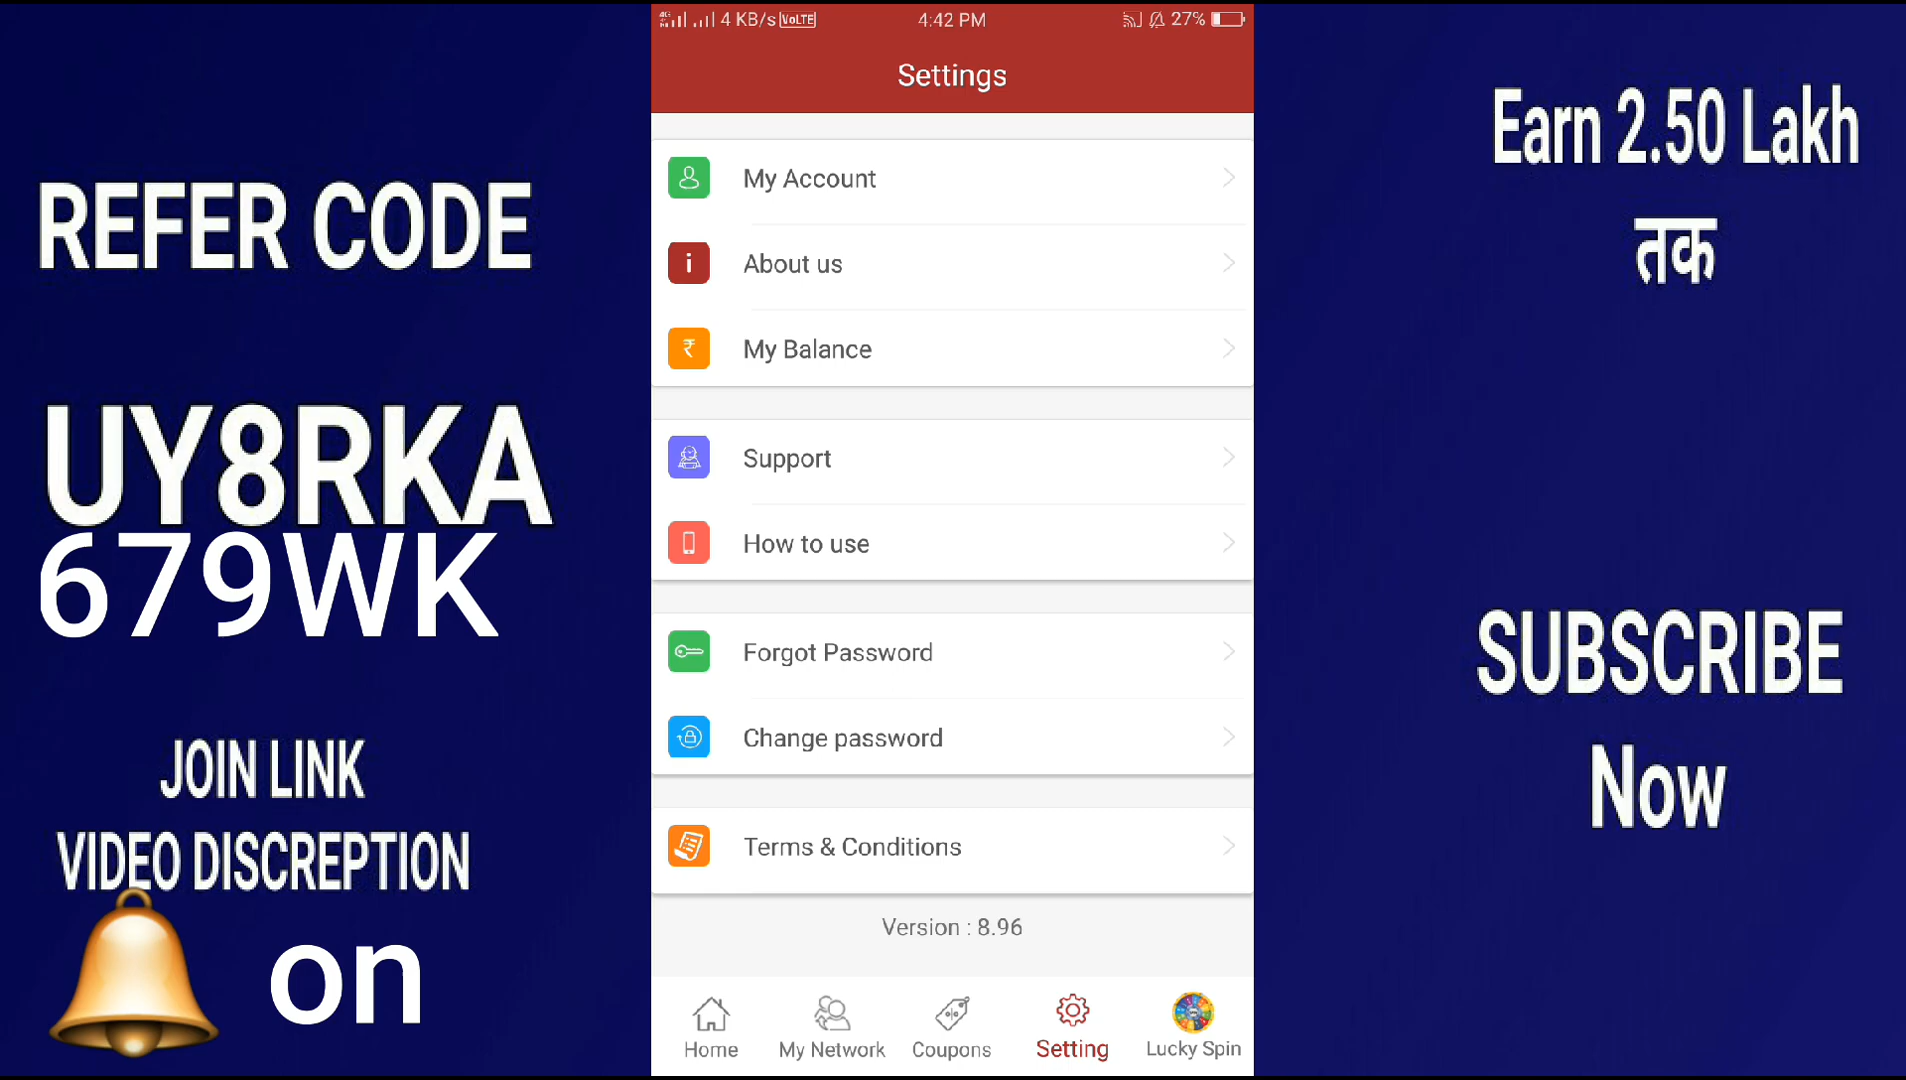 4 KB/s VoLTE 4:42 PM 27%
Settings
REFER CODE
UY8RKA
679WK
JOIN LINK
VIDEO DISCREPTION
on
My Account
i About us
₹ My Balance
Support
How to use
Forgot Password
Change password
Terms & Conditions
Version : 8.96
Home My Network Coupons Setting Lucky Spin
Earn 2.50 Lakh
तक
SUBSCRIBE
Now